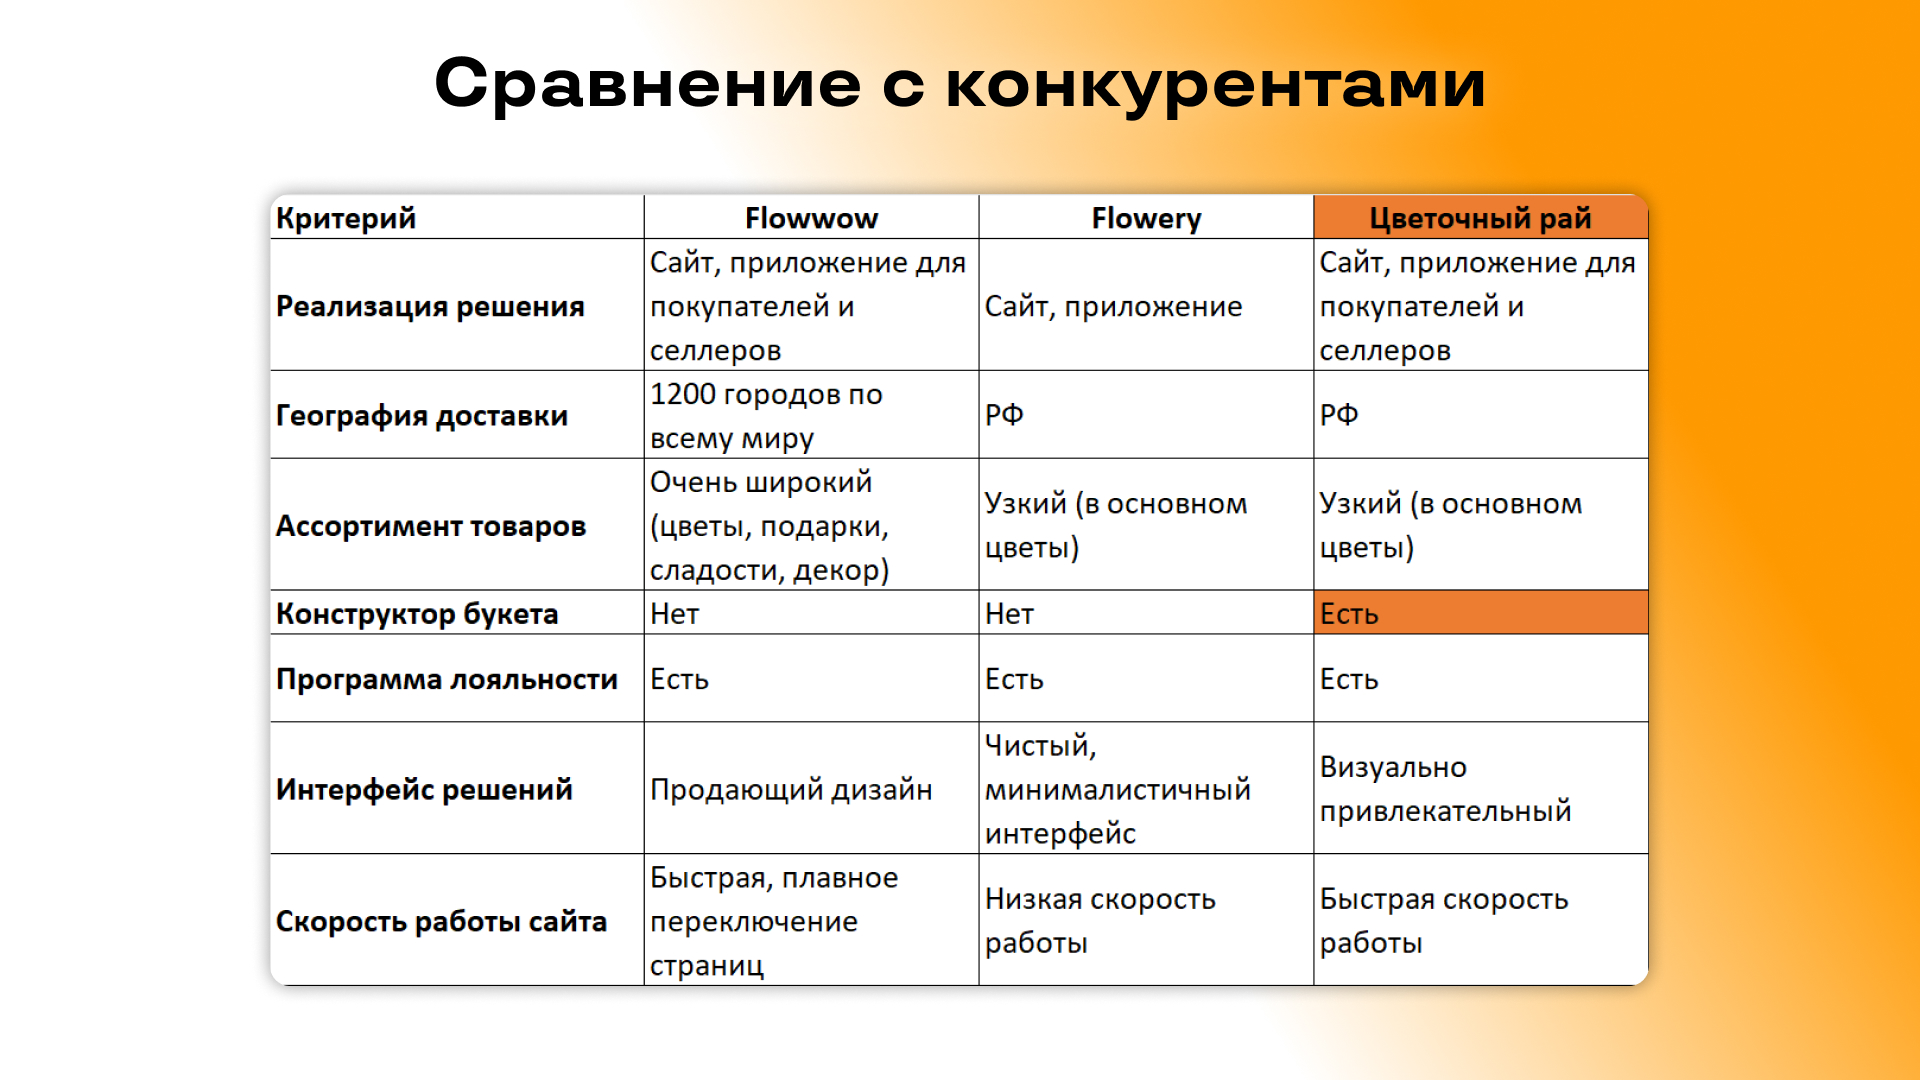 Сравнение с конкурентами
Критерий
Flowwow
Flowery
Цветочный рай
Реализация решения
Сайт, приложение для
покупателей и
селлеров
Сайт, приложение
Сайт, приложение для
покупателей и
селлеров
География доставки
1200 городов по
всему миру
РФ
РФ
Ассортимент товаров
Очень широкий
(цветы, подарки,
сладости, декор)
Узкий (в основном
цветы)
Узкий (в основном
цветы)
Конструктор букета
Нет
Нет
Есть
Программа лояльности
Есть
Есть
Есть
Интерфейс решений
Продающий дизайн
Чистый,
минималистичный
интерфейс
Визуально
привлекательный
Скорость работы сайта
Быстрая, плавное
переключение
страниц
Низкая скорость
работы
Быстрая скорость
работы